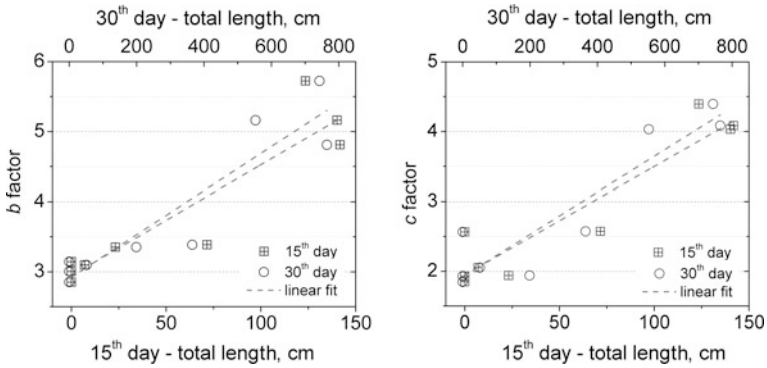 30th day - total length, cm
0 200 400 600 800
6
5
4
3
b factor
15th day
30th day
linear fit
0 50 100 150
15th day - total length, cm
30th day - total length, cm
0 200 400 600 800
5
4
3
2
c factor
15th day
30th day
linear fit
0 50 100 150
15th day - total length, cm